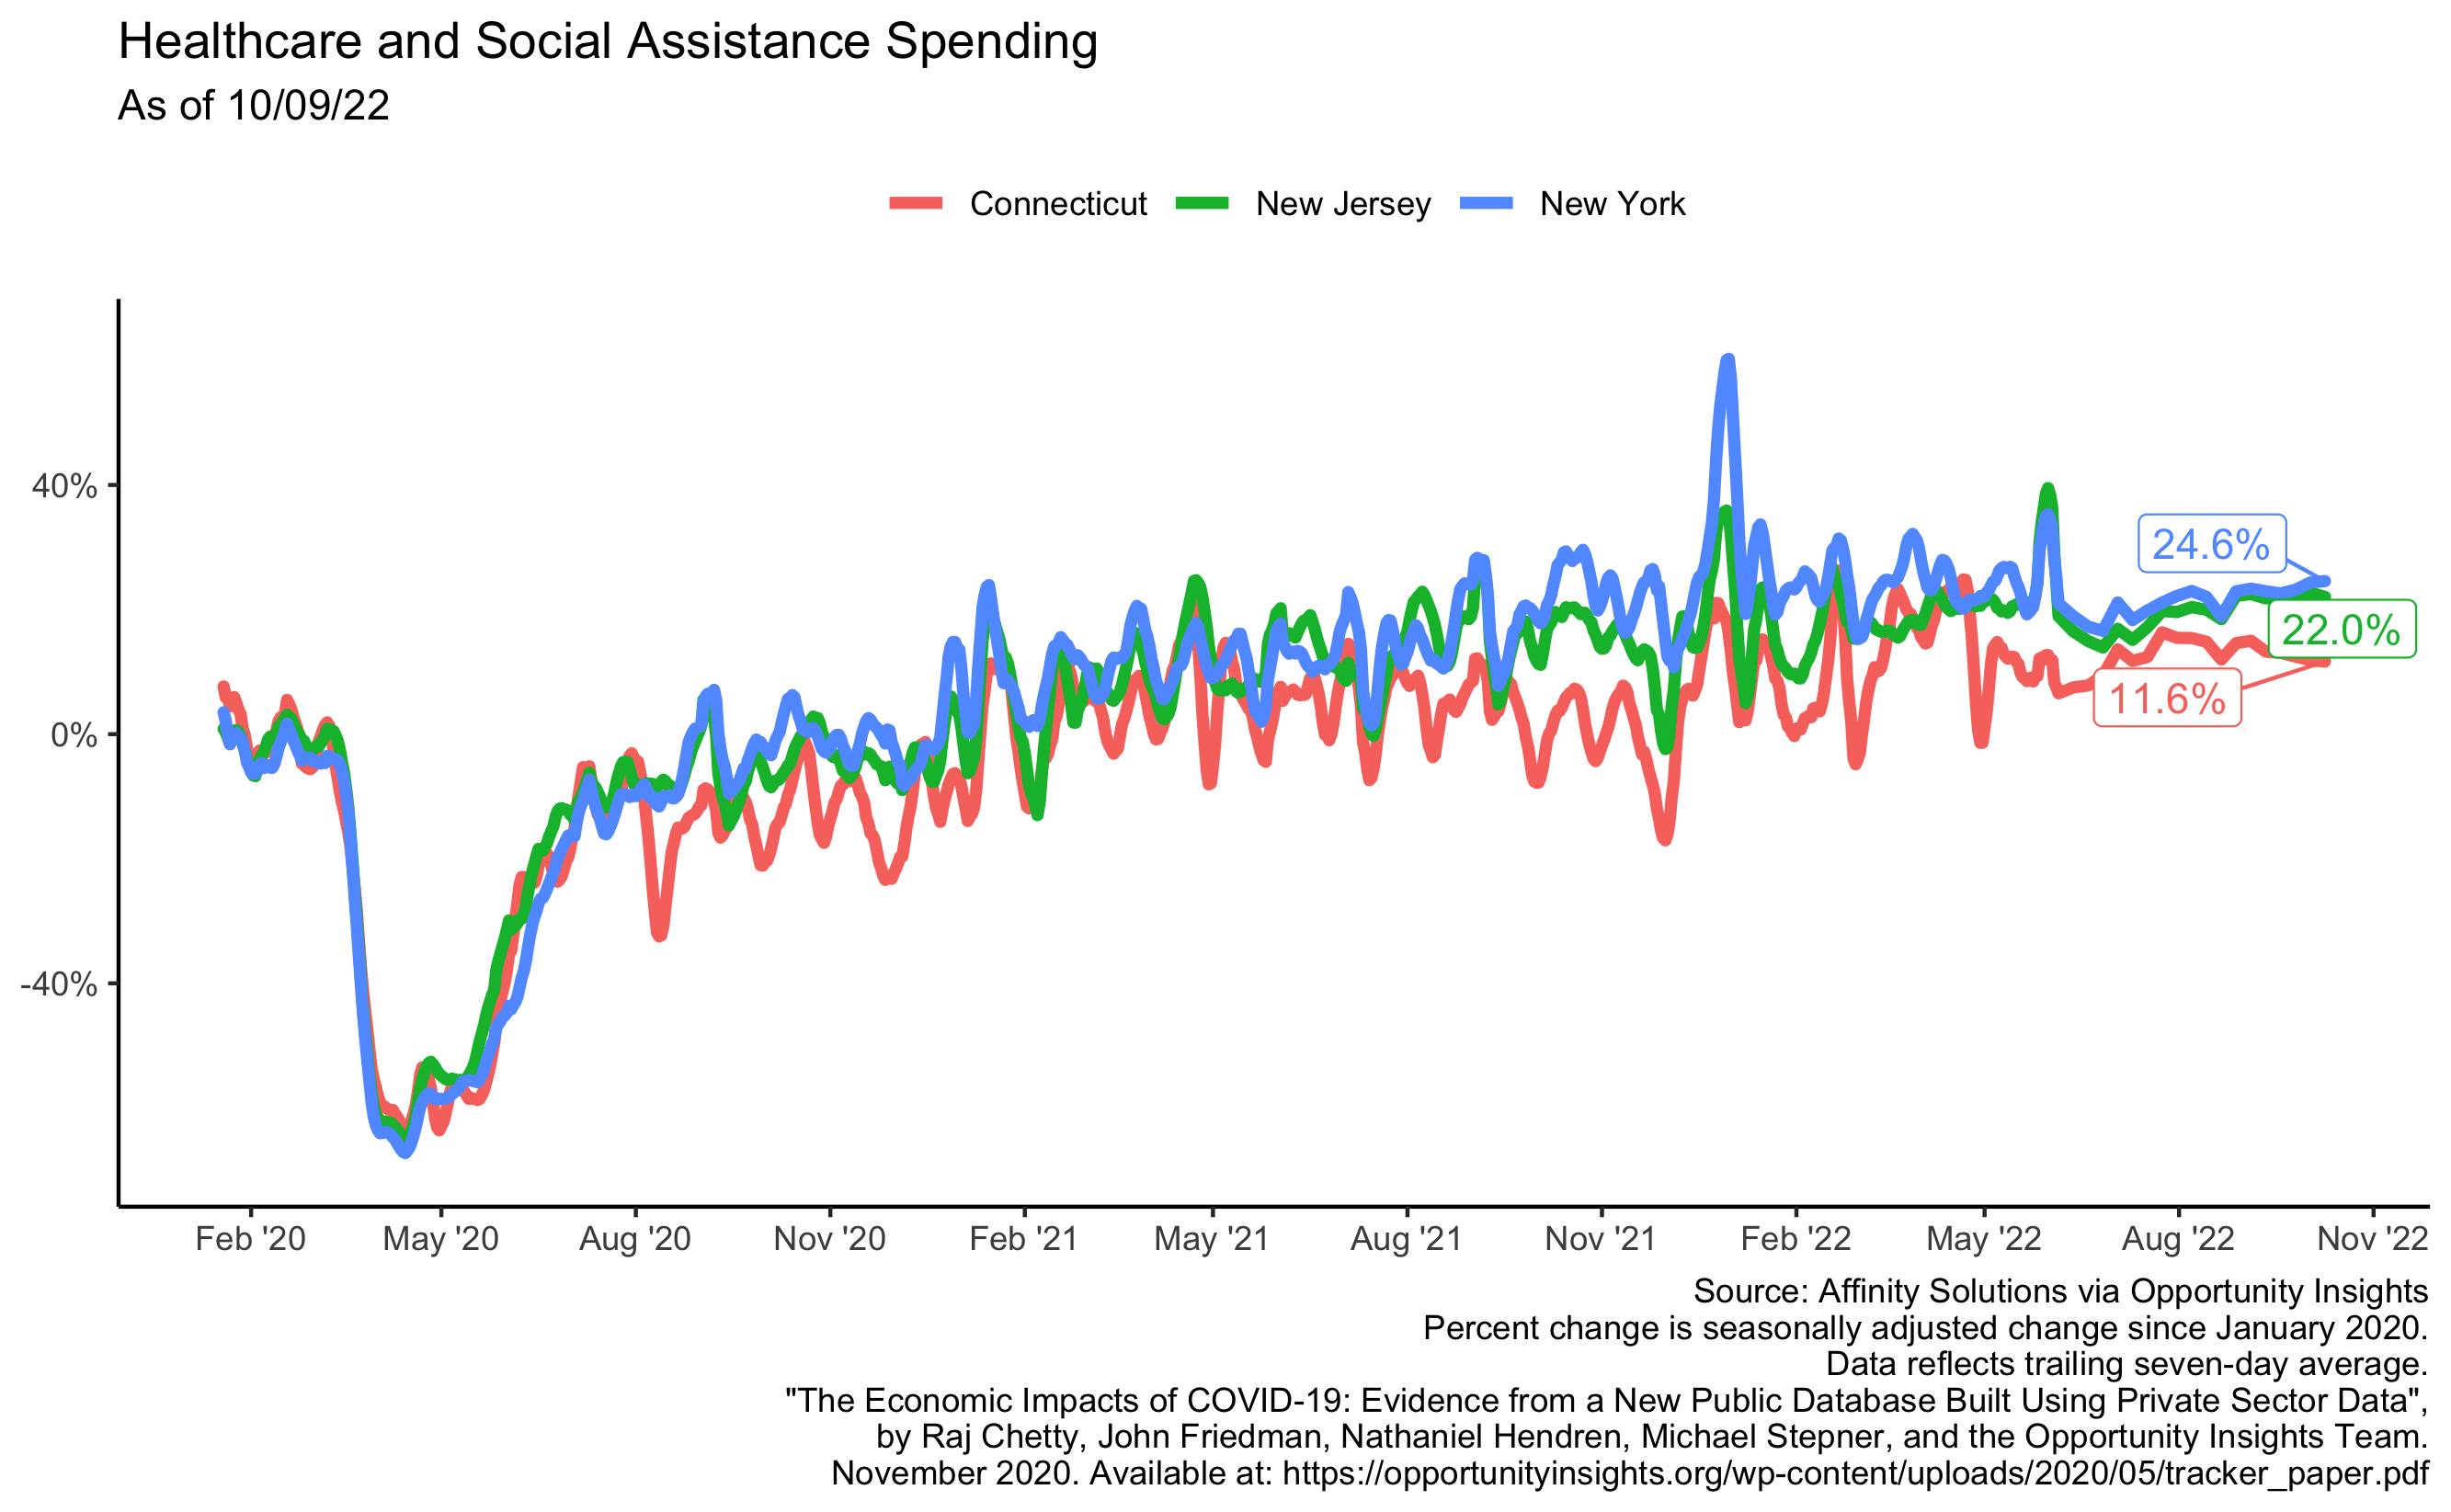 Healthcare and Social Assistance Spending
As of 10/09/22
Connecticut New Jersey New York
40%
0%
-40%
24.6%
22.0%
11.6%
Feb '20 May '20 Aug '20 Nov '20 Feb '21 May '21 Aug '21 Nov '21 Feb '22 May '22 Aug '22 Nov '22
Source: Affinity Solutions via Opportunity Insights
Percent change is seasonally adjusted change since January 2020.
Data reflects trailing seven-day average.
"The Economic Impacts of COVID-19: Evidence from a New Public Database Built Using Private Sector Data",
by Raj Chetty, John Friedman, Nathaniel Hendren, Michael Stepner, and the Opportunity Insights Team.
November 2020. Available at: https://opportunityinsights.org/wp-content/uploads/2020/05/tracker_paper.pdf